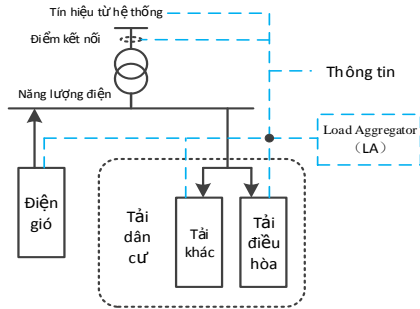 Tín hiệu từ hệ thống
Điểm kết nối
Thông tin
Năng lượng điện
Load Aggregator
（LA）
Điện
gió
Tải
dân
cư
Tải
khác
Tải
điều
hòa